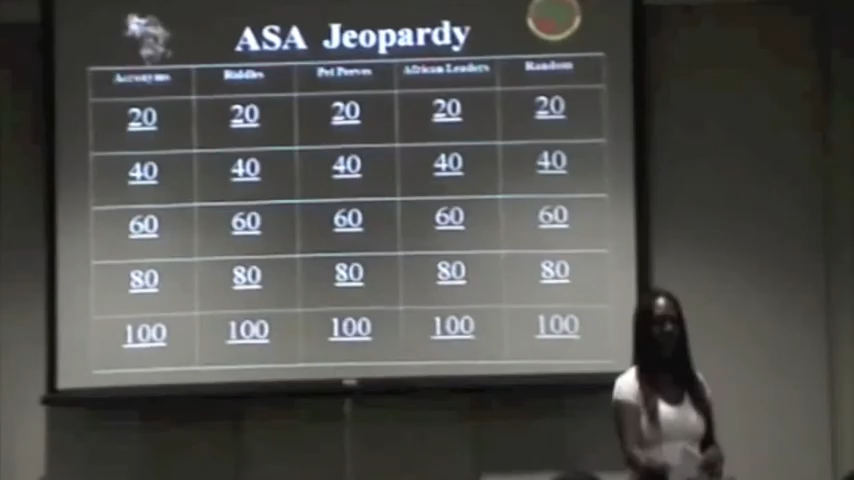 ASA Jeopardy
Acronyms Riddles Pet Peeves African Leaders Random
20 20 20 20 20
40 40 40 40 40
60 60 60 60 60
80 80 80 80 80
100 100 100 100 100